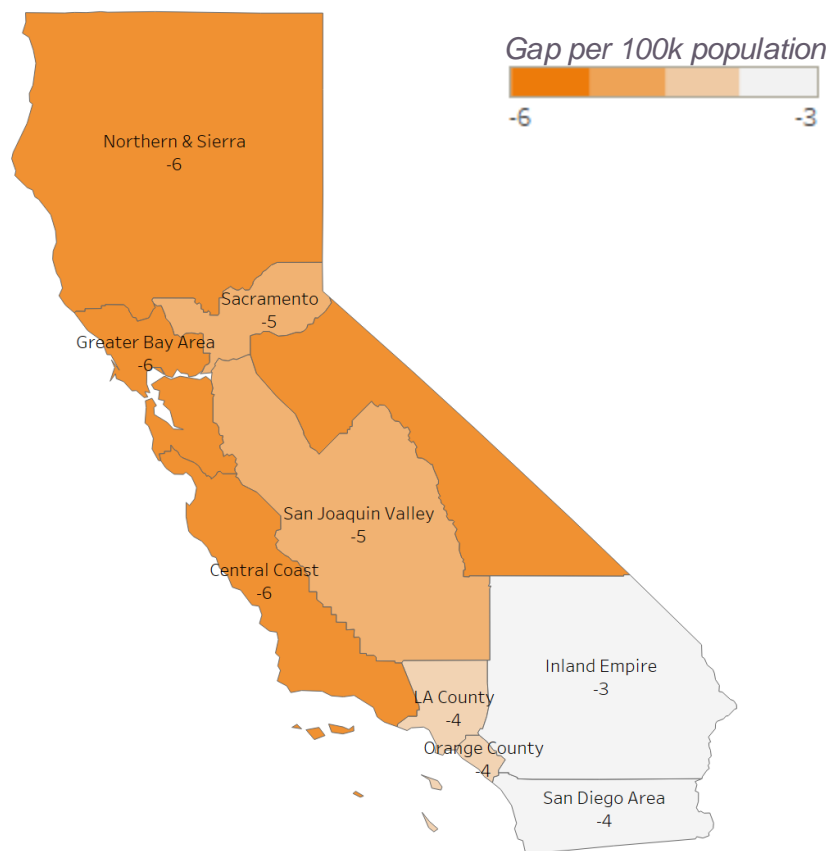 Gap per 100k population
-6 -3
Northern & Sierra
-6
Sacramento
-5
Greater Bay Area
-6
San Joaquin Valley
-5
Central Coast
-6
Inland Empire
-3
LA County
-4
Orange County
-4
San Diego Area
-4